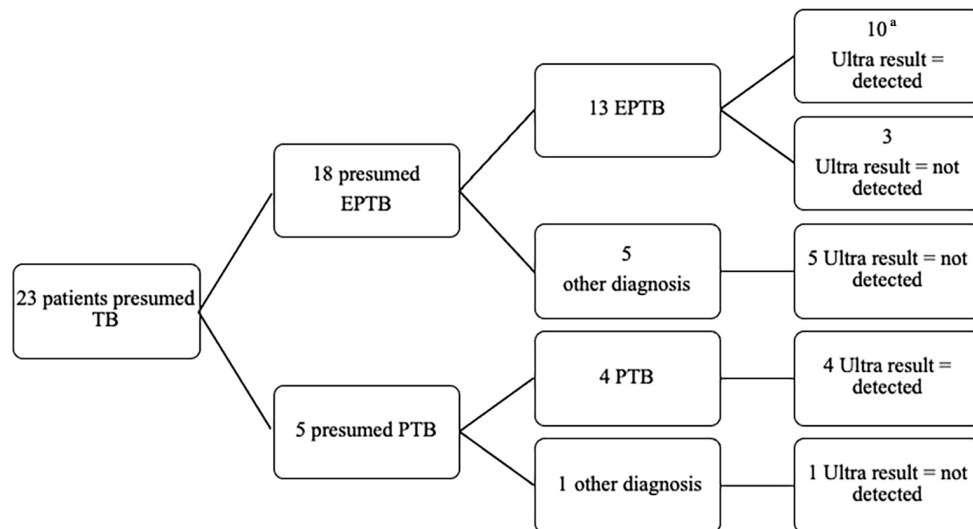 23 patients presumed
TB
18 presumed
EPTB
5 presumed PTB
13 EPTB
5
other diagnosis
4 PTB
1 other diagnosis
10 a
Ultra result =
detected
3
Ultra result = not
detected
5 Ultra result = not
detected
4 Ultra result =
detected
1 Ultra result = not
detected